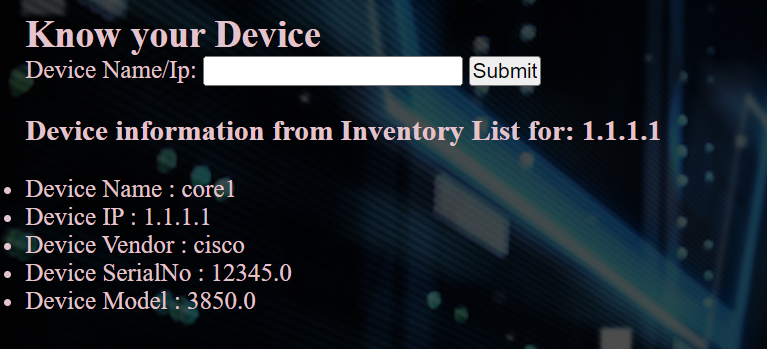 Know your Device
Device Name/Ip: Submit
Device information from Inventory List for: 1.1.1.1
Device Name : core1
Device IP : 1.1.1.1
Device Vendor : cisco
Device SerialNo : 12345.0
Device Model : 3850.0